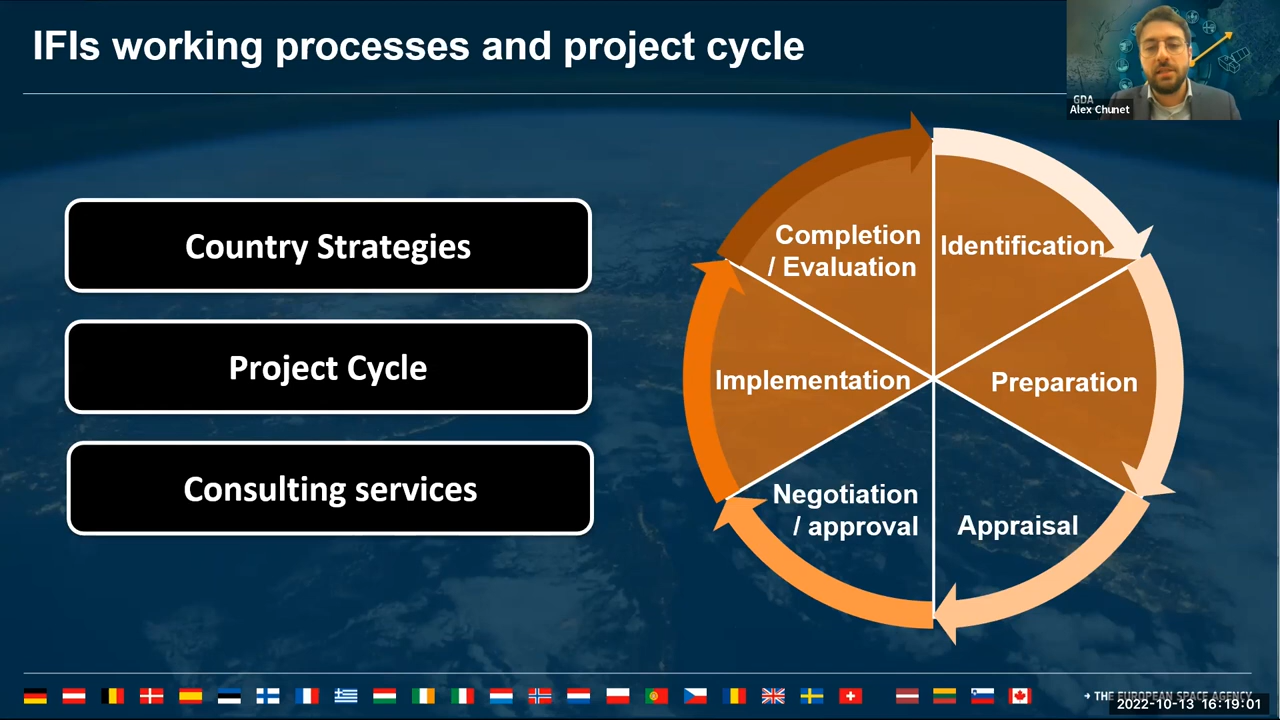 IFIs working processes and project cycle
GDA
Alex Chunet
Country Strategies
Project Cycle
Consulting services
Completion
/ Evaluation
Identification
Implementation
Preparation
Negotiation
/ approval
Appraisal
→ THE EUROPEAN SPACE AGENCY
2022-10-13 16:19:01